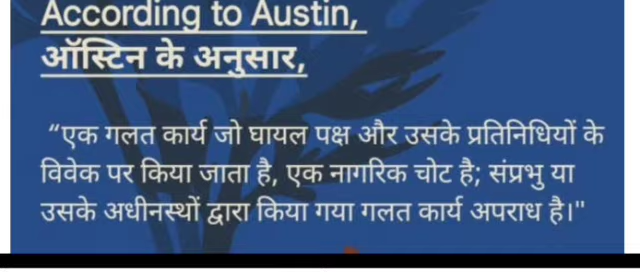 According to Austin,
ऑस्टिन के अनुसार,
“एक गलत कार्य जो घायल पक्ष और उसके प्रतिनिधियों के
विवेक पर किया जाता है, एक नागरिक चोट है; संप्रभु या
उसके अधीनस्थों द्वारा किया गया गलत कार्य अपराध है।"